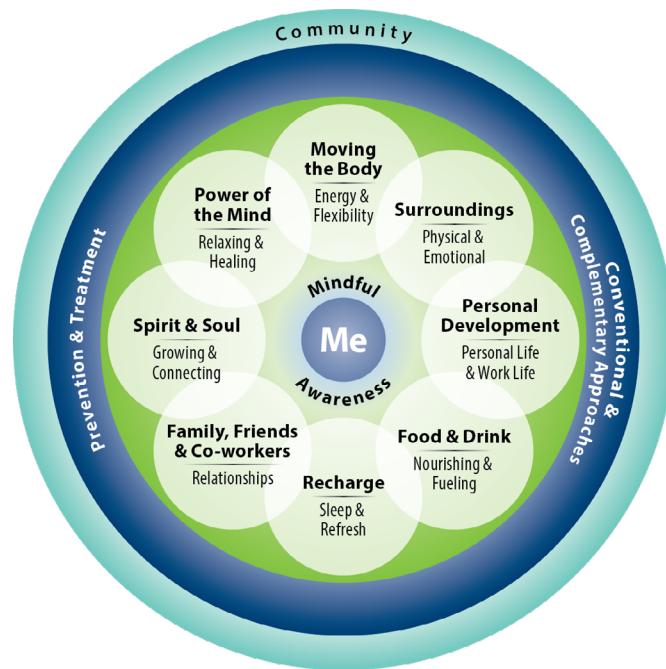 Community
Prevention & Treatment
Conventional &
Complementary Approaches
Moving
the Body
Energy &
Flexibility
Surroundings
Physical &
Emotional
Personal
Development
Personal Life
& Work Life
Food & Drink
Nourishing &
Fueling
Recharge
Sleep &
Refresh
Family, Friends
& Co-workers
Relationships
Spirit & Soul
Growing &
Connecting
Power of
the Mind
Relaxing &
Healing
Mindful
Me
Awareness